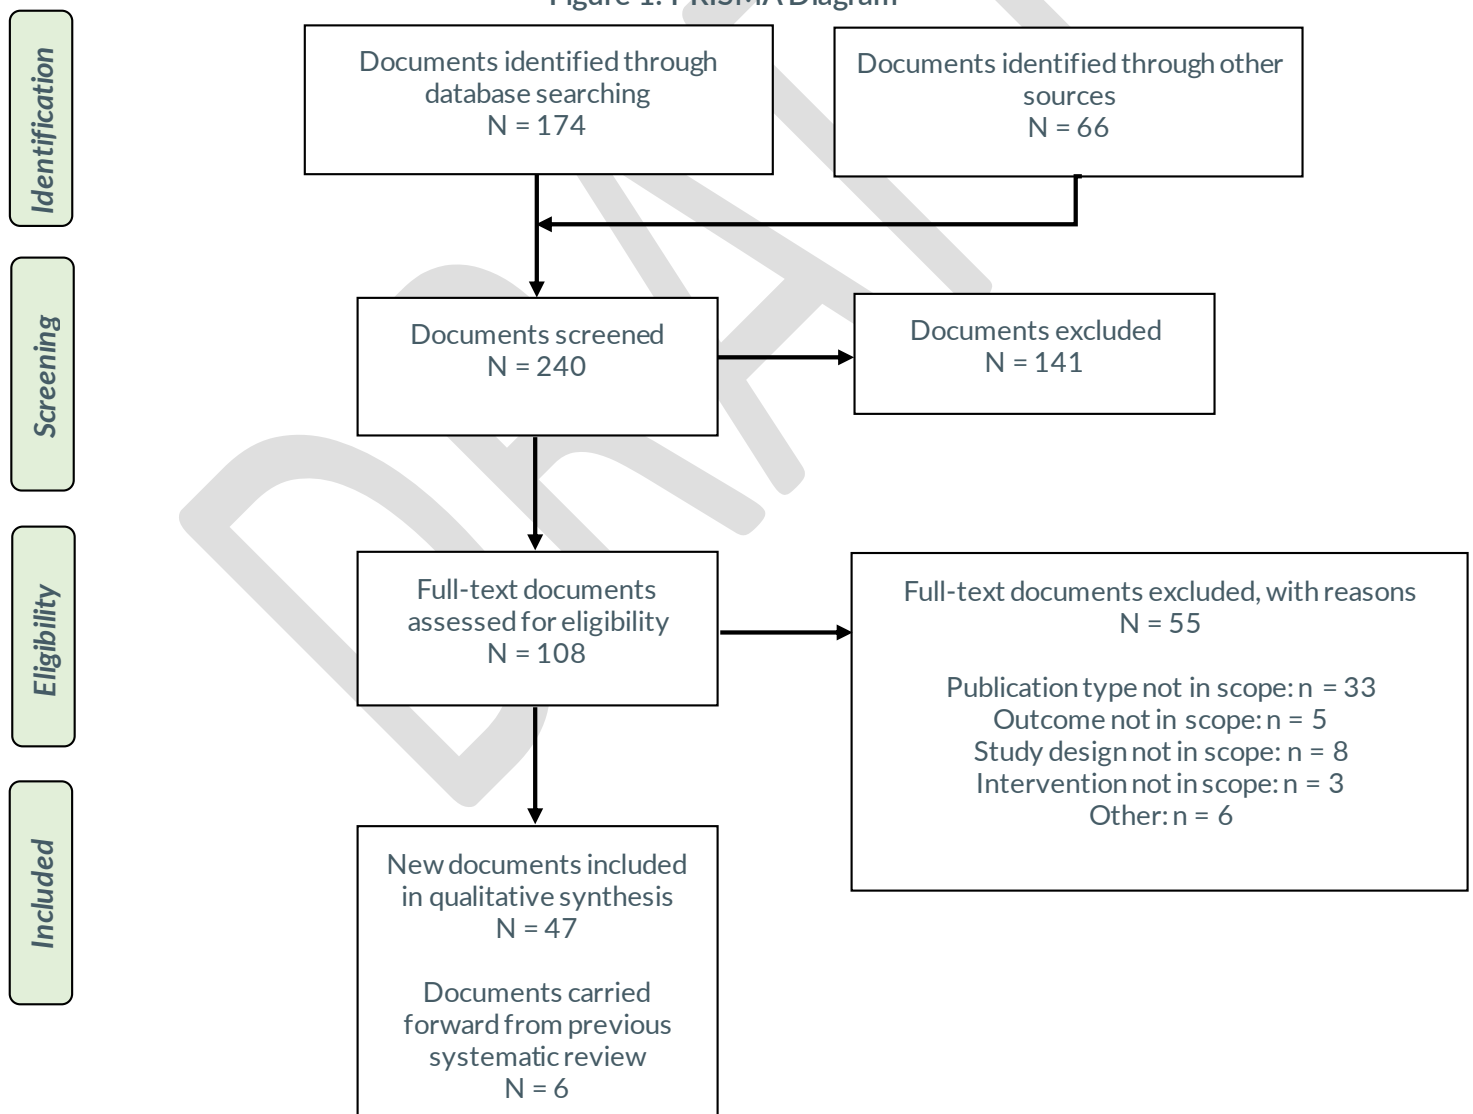 Figure 1. PRISMA Diagram
Identification
Documents identified through
database searching
N = 174
Documents identified through other
sources
N = 66
Screening
Documents screened
N = 240
Documents excluded
N = 141
Eligibility
Full-text documents
assessed for eligibility
N = 108
Full-text documents excluded, with reasons
N = 55
Publication type not in scope: n = 33
Outcome not in scope: n = 5
Study design not in scope: n = 8
Intervention not in scope: n = 3
Other: n = 6
Included
New documents included
in qualitative synthesis
N = 47
Documents carried
forward from previous
systematic review
N = 6
DRAFT